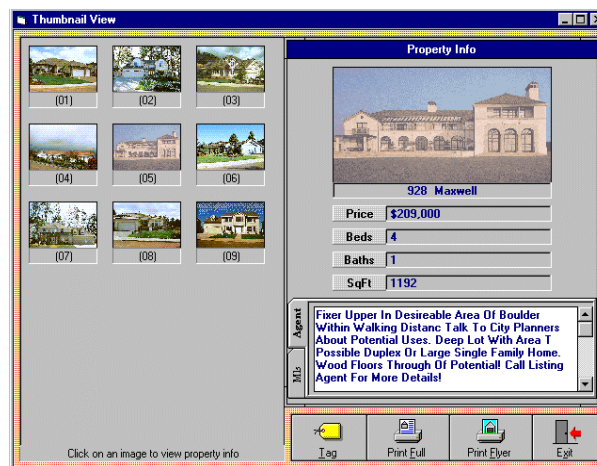 Thumbnail View
(01) (02) (03)
(04) (05) (06)
(07) (08) (09)
Click on an image to view property info
Property Info
928 Maxwell
Price $209,000
Beds 4
Baths 1
SqFt 1192
Agent
Mls
Fixer Upper In Desireable Area Of Boulder
Within Walking Distanc Talk To City Planners
About Potential Uses. Deep Lot With Area T
Possible Duplex Or Large Single Family Home.
Wood Floors Through Of Potential! Call Listing
Agent For More Details!
Tag Print Full Print Flyer Exit